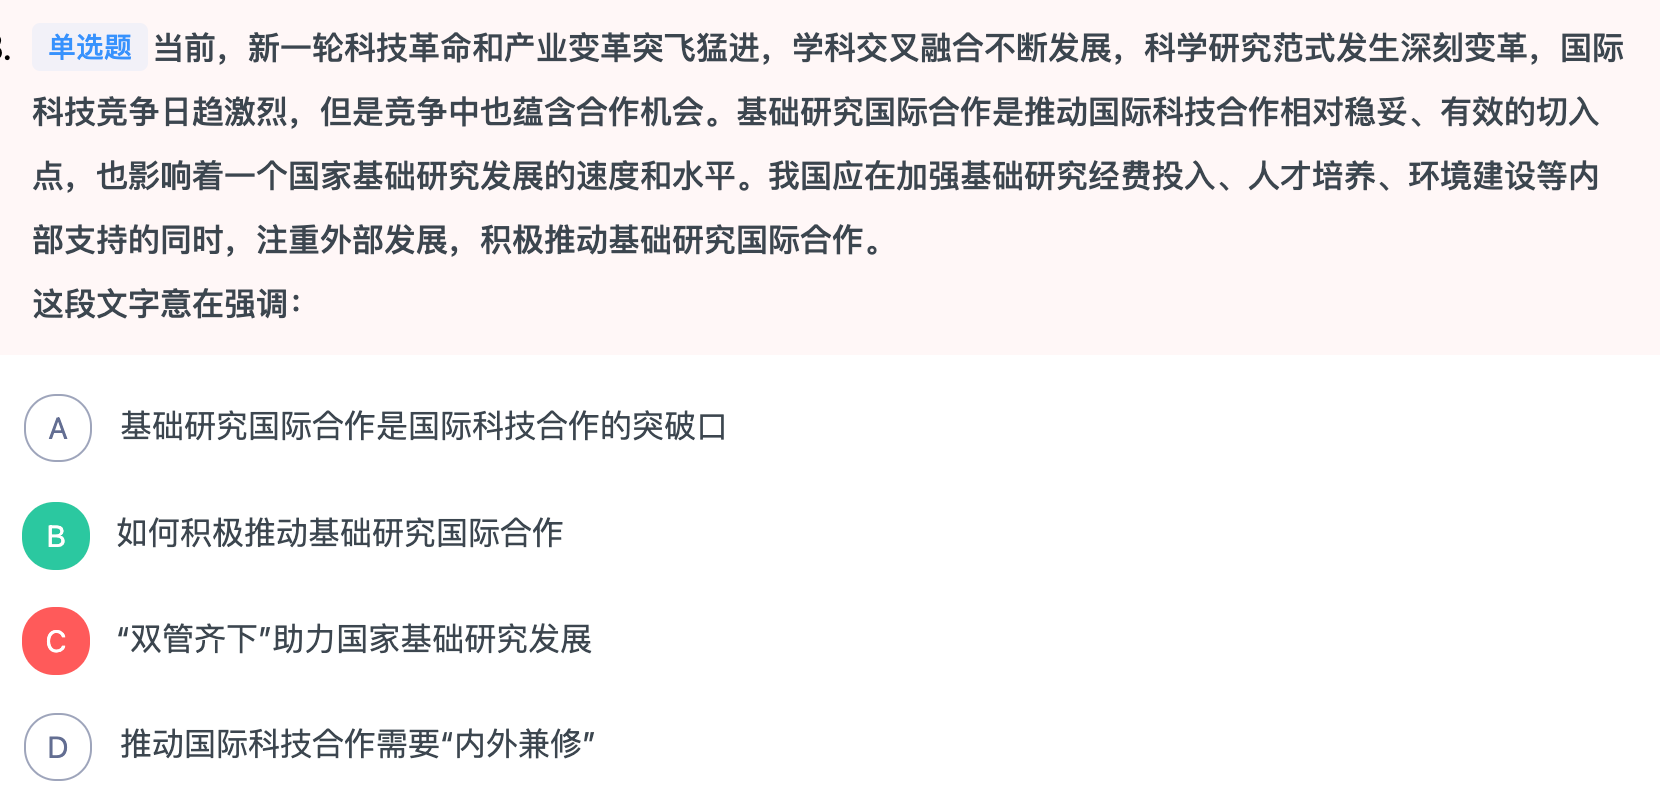 3. 单选题 当前，新一轮科技革命和产业变革突飞猛进，学科交叉融合不断发展，科学研究范式发生深刻变革，国际
科技竞争日趋激烈，但是竞争中也蕴含合作机会。基础研究国际合作是推动国际科技合作相对稳妥、有效的切入
点，也影响着一个国家基础研究发展的速度和水平。我国应在加强基础研究经费投入、人才培养、环境建设等内
部支持的同时，注重外部发展，积极推动基础研究国际合作。
这段文字意在强调：
A 基础研究国际合作是国际科技合作的突破口
B 如何积极推动基础研究国际合作
C “双管齐下”助力国家基础研究发展
D 推动国际科技合作需要“内外兼修”